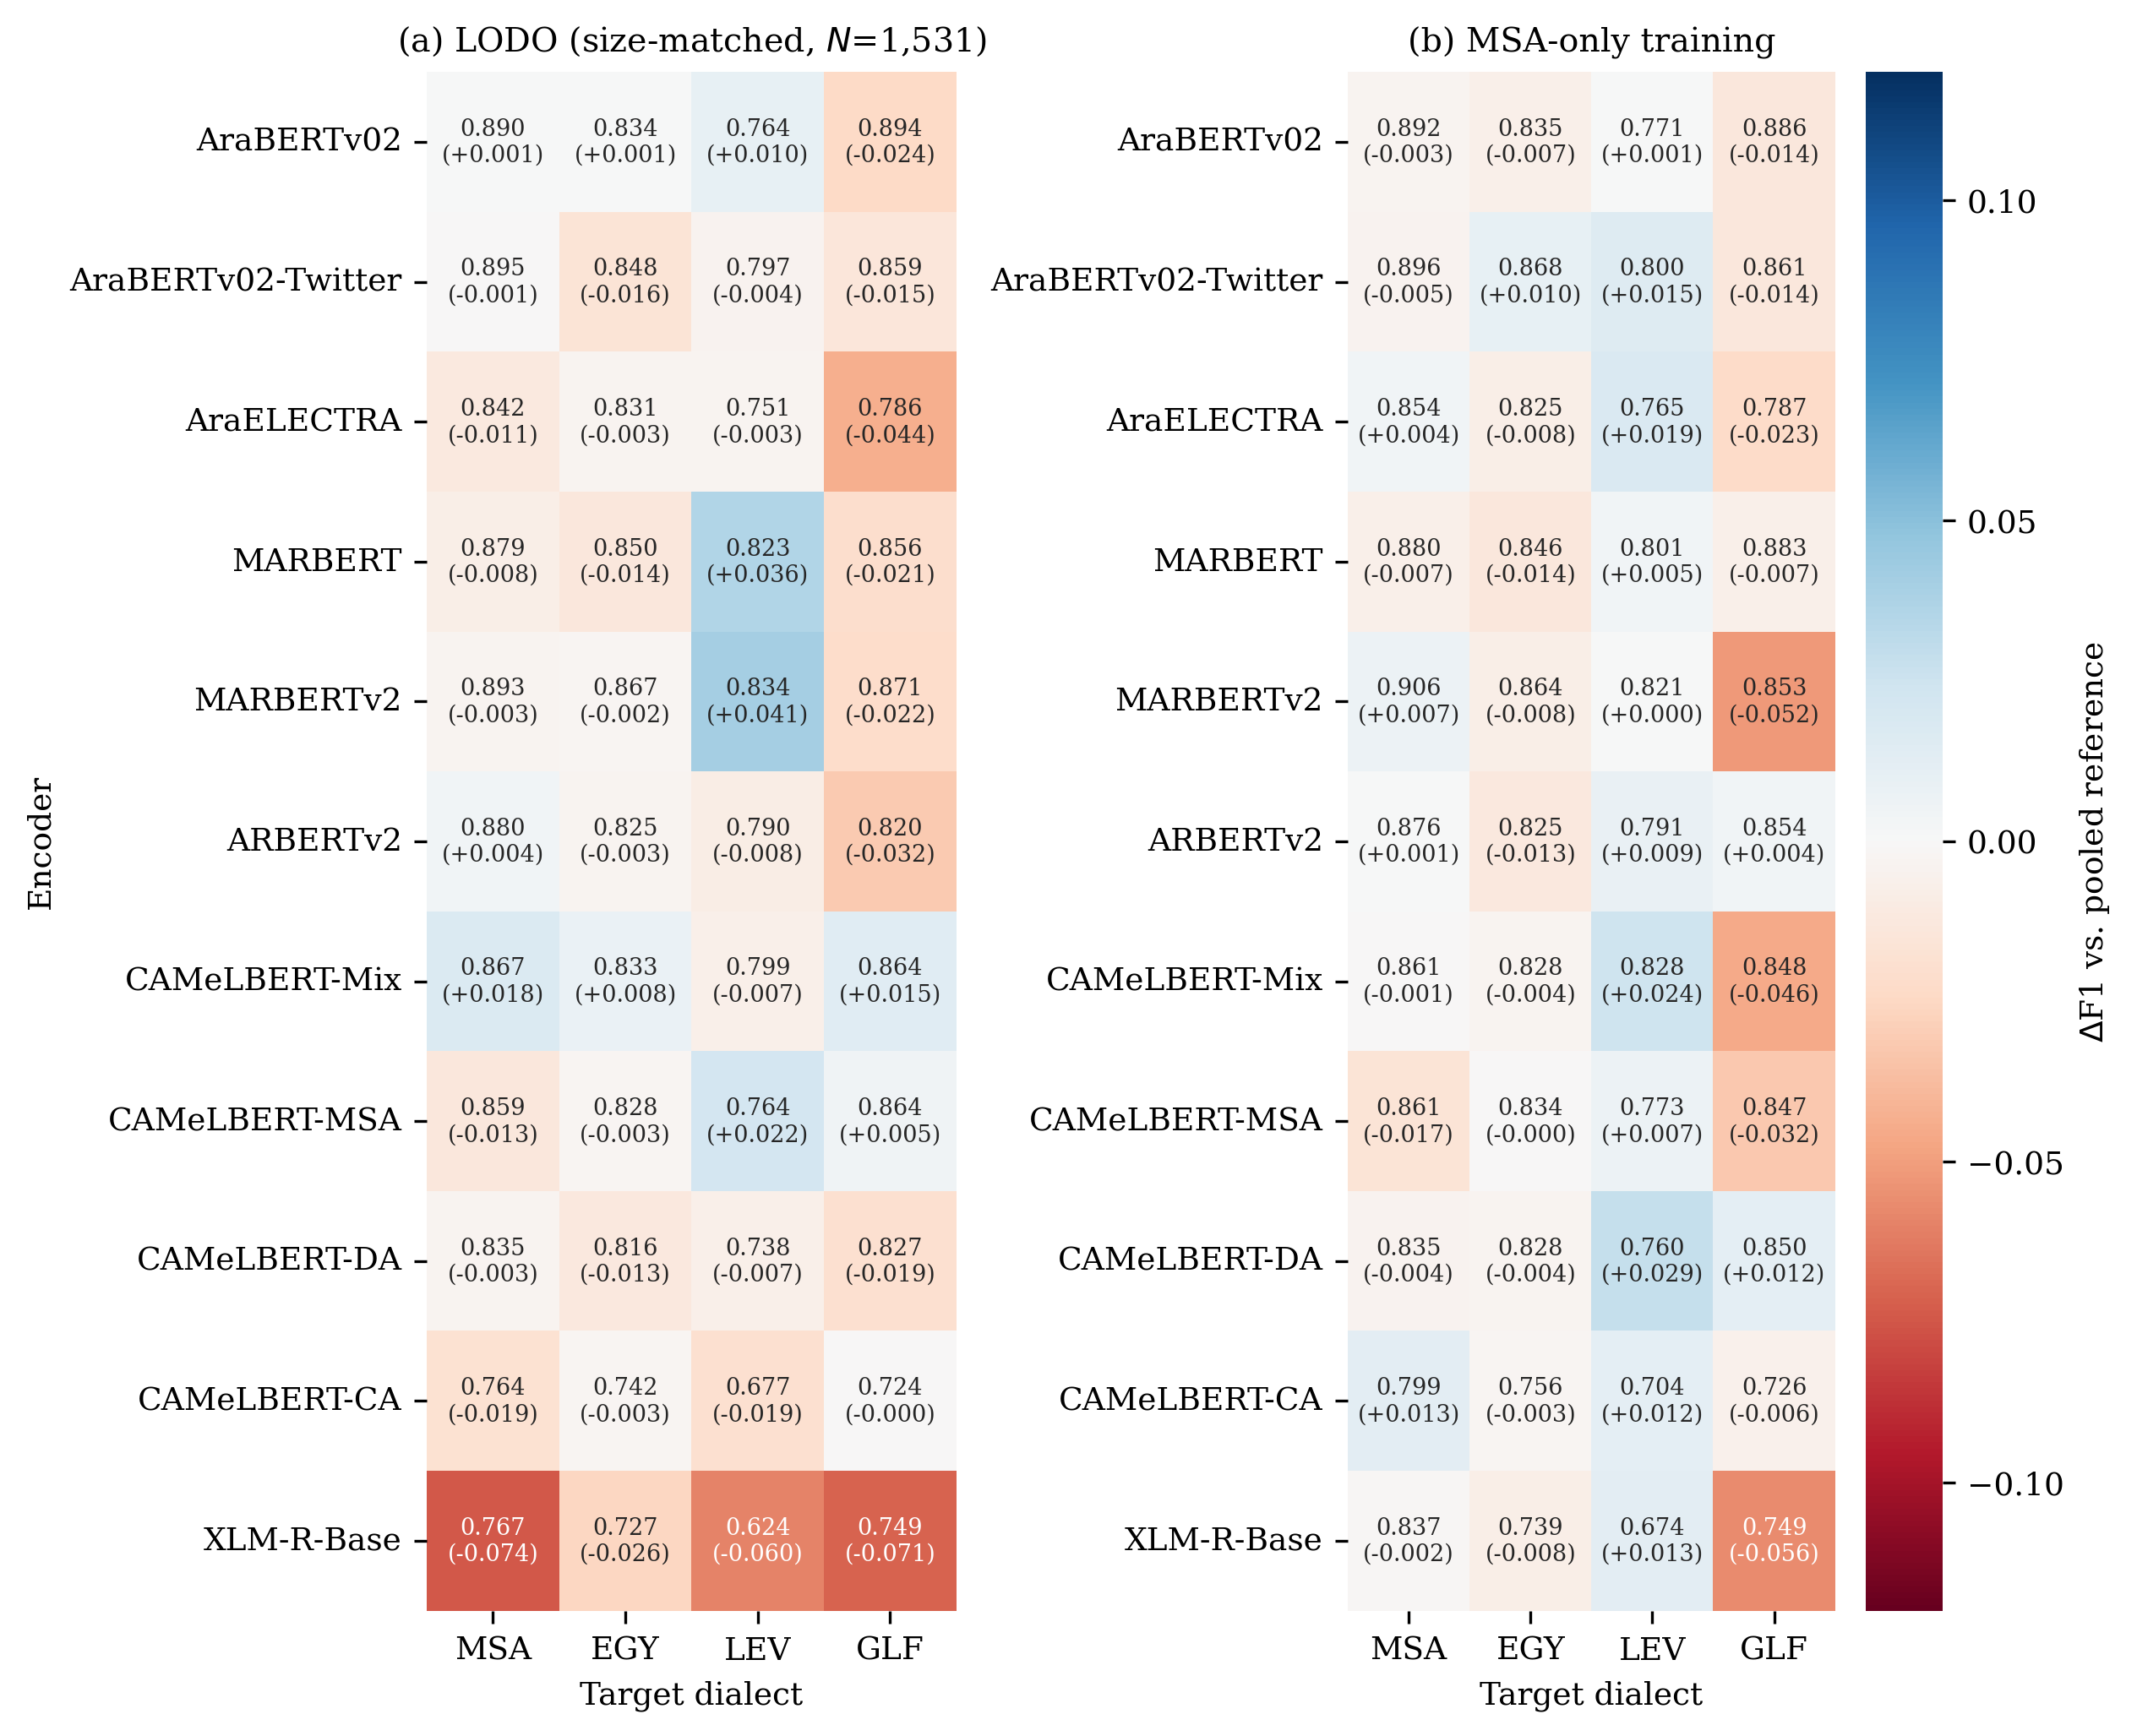 (a) LODO (size-matched, N=1,531)
Encoder
AraBERTv02
0.890 0.834 0.764 0.894
(+0.001) (+0.001) (+0.010) (-0.024)
AraBERTv02-Twitter
0.895 0.848 0.797 0.859
(-0.001) (-0.016) (-0.004) (-0.015)
AraELECTRA
0.842 0.831 0.751 0.786
(-0.011) (-0.003) (-0.003) (-0.044)
MARBERT
0.879 0.850 0.823 0.856
(-0.008) (-0.014) (+0.036) (-0.021)
MARBERTv2
0.893 0.867 0.834 0.871
(-0.003) (-0.002) (+0.041) (-0.022)
ARBERTv2
0.880 0.825 0.790 0.820
(+0.004) (-0.003) (-0.008) (-0.032)
CAMeLBERT-Mix
0.867 0.833 0.799 0.864
(+0.018) (+0.008) (-0.007) (+0.015)
CAMeLBERT-MSA
0.859 0.828 0.764 0.864
(-0.013) (-0.003) (+0.022) (+0.005)
CAMeLBERT-DA
0.835 0.816 0.738 0.827
(-0.003) (-0.013) (-0.007) (-0.019)
CAMeLBERT-CA
0.764 0.742 0.677 0.724
(-0.019) (-0.003) (-0.019) (-0.000)
XLM-R-Base
0.767 0.727 0.624 0.749
(-0.074) (-0.026) (-0.060) (-0.071)
MSA EGY LEV GLF
Target dialect
(b) MSA-only training
AraBERTv02
0.892 0.835 0.771 0.886
(-0.003) (-0.007) (+0.001) (-0.014)
AraBERTv02-Twitter
0.896 0.868 0.800 0.861
(-0.005) (+0.010) (+0.015) (-0.014)
AraELECTRA
0.854 0.825 0.765 0.787
(+0.004) (-0.008) (+0.019) (-0.023)
MARBERT
0.880 0.846 0.801 0.883
(-0.007) (-0.014) (+0.005) (-0.007)
MARBERTv2
0.906 0.864 0.821 0.853
(+0.007) (-0.008) (+0.000) (-0.052)
ARBERTv2
0.876 0.825 0.791 0.854
(+0.001) (-0.013) (+0.009) (+0.004)
CAMeLBERT-Mix
0.861 0.828 0.828 0.848
(-0.001) (-0.004) (+0.024) (-0.046)
CAMeLBERT-MSA
0.861 0.834 0.773 0.847
(-0.017) (-0.000) (+0.007) (-0.032)
CAMeLBERT-DA
0.835 0.828 0.760 0.850
(-0.004) (-0.004) (+0.029) (+0.012)
CAMeLBERT-CA
0.799 0.756 0.704 0.726
(+0.013) (-0.003) (+0.012) (-0.006)
XLM-R-Base
0.837 0.739 0.674 0.749
(-0.002) (-0.008) (+0.013) (-0.056)
MSA EGY LEV GLF
Target dialect
0.10
0.05
0.00
−0.05
−0.10
ΔF1 vs. pooled reference